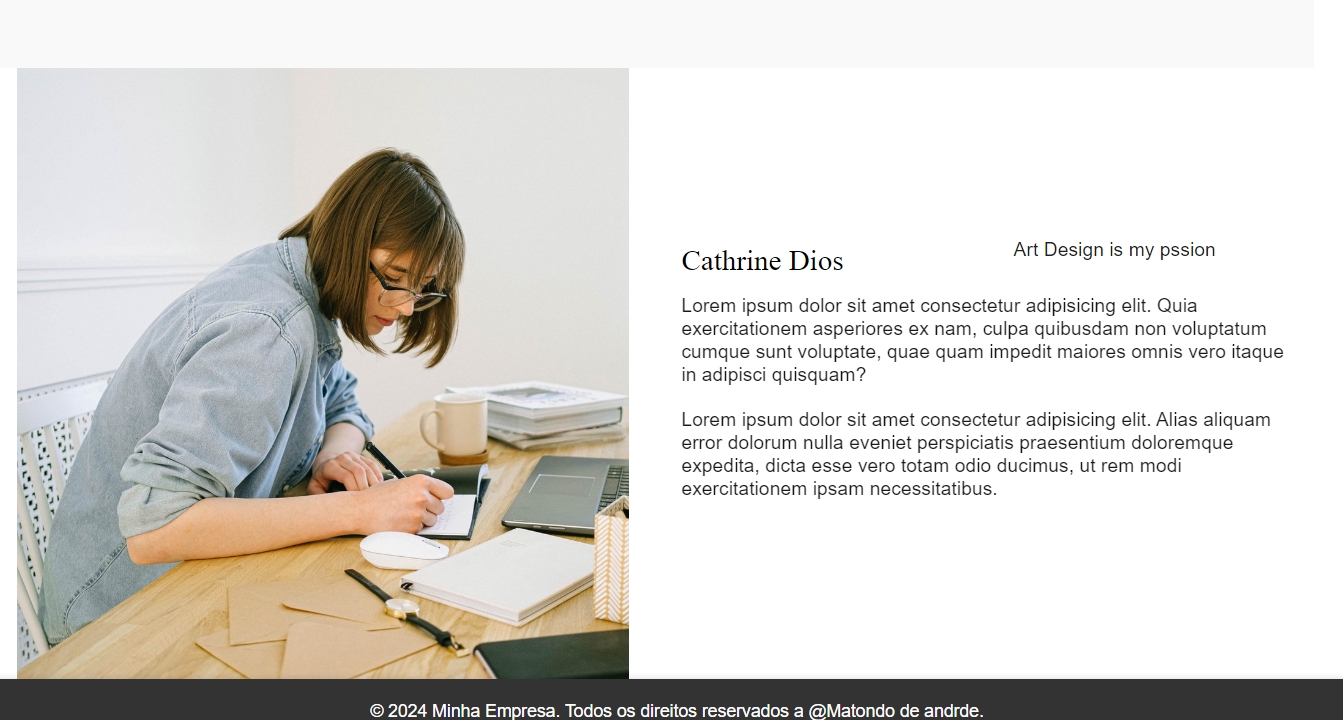 Cathrine Dios
Art Design is my pssion
Lorem ipsum dolor sit amet consectetur adipisicing elit. Quia
exercitationem asperiores ex nam, culpa quibusdam non voluptatum
cumque sunt voluptate, quae quam impedit maiores omnis vero itaque
in adipisci quisquam?
Lorem ipsum dolor sit amet consectetur adipisicing elit. Alias aliquam
error dolorum nulla eveniet perspiciatis praesentium doloremque
expedita, dicta esse vero totam odio ducimus, ut rem modi
exercitationem ipsam necessitatibus.
© 2024 Minha Empresa. Todos os direitos reservados a @Matondo de andrde.